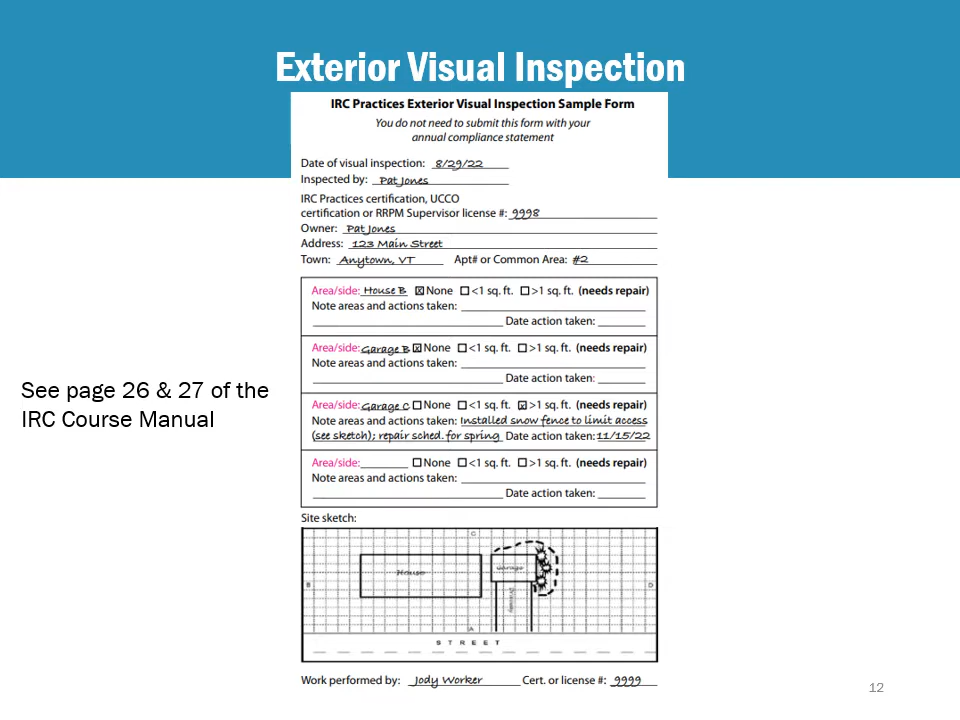 Exterior Visual Inspection
IRC Practices Exterior Visual Inspection Sample Form
You do not need to submit this form with your
annual compliance statement
Date of visual inspection: 8/29/22
Inspected by: Pat Jones
IRC Practices certification, UCCO
certification or RRPM Supervisor license #: 9998
Owner: Pat Jones
Address: 123 Main Street
Town: Anytown, VT Apt# or Common Area: #2
Area/side: House B ☒ None ☐ <1 sq. ft. ☐ >1 sq. ft. (needs repair)
Note areas and actions taken:
Date action taken:
Area/side: Garage B ☒ None ☐ <1 sq. ft. ☐ >1 sq. ft. (needs repair)
Note areas and actions taken:
Date action taken:
Area/side: Garage C ☐ None ☐ <1 sq. ft. ☒ >1 sq. ft. (needs repair)
Note areas and actions taken: Installed snow fence to limit access
(see sketch); repair sched. for spring Date action taken: 11/15/22
Area/side: ☐ None ☐ <1 sq. ft. ☐ >1 sq. ft. (needs repair)
Note areas and actions taken:
Date action taken:
See page 26 & 27 of the
IRC Course Manual
Site sketch:
C
House
Garage
B
D
Driveway
A
STREET
Work performed by: Jody Worker Cert. or license #: 9999
12